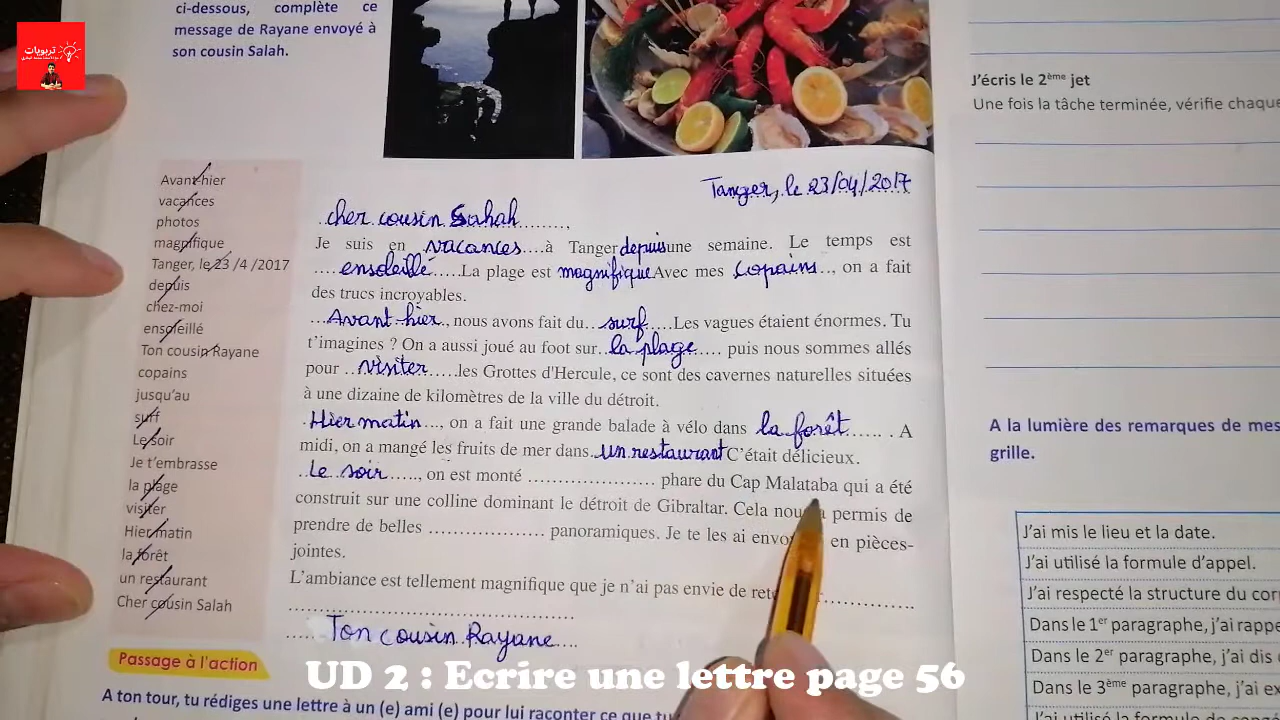 تربويات
ci-dessous, complète ce
message de Rayane envoyé à
son cousin Salah.
J'écris le 2ème jet
Une fois la tâche terminée, vérifie chaque
Avant-hier
vacances
photos
magnifique
Tanger, le 23 /4 /2017
depuis
chez-moi
ensoleillé
Ton cousin Rayane
copains
jusqu'au
surf
Le soir
Je t'embrasse
la plage
visiter
Hier matin
la forêt
un restaurant
Cher cousin Salah
Tanger, le 23/04/2017
cher cousin Sahah.........,
Je suis en vacances....à Tanger depuis une semaine. Le temps est
....ensoleillé.....La plage est magnifique Avec mes copains..., on a fait
des trucs incroyables.
...Avant-hier., nous avons fait du...surf....Les vagues étaient énormes. Tu
t'imagines ? On a aussi joué au foot sur..la plage..... puis nous sommes allés
pour ..visiter.....les Grottes d'Hercule, ce sont des cavernes naturelles situées
à une dizaine de kilomètres de la ville du détroit.
.Hier matin..., on a fait une grande balade à vélo dans la forêt...... . A
midi, on a mangé les fruits de mer dans..un restaurant C'était délicieux.
..le soir....., on est monté .................... phare du Cap Malataba qui a été
construit sur une colline dominant le détroit de Gibraltar. Cela nous permis de
prendre de belles .................. panoramiques. Je te les ai en pièces-
jointes.
L'ambiance est tellement magnifique que je n'ai pas envie de
.............................................
.....Ton cousin Rayane...
A la lumière des remarques de mes
grille.
J'ai mis le lieu et la date.
J'ai utilisé la formule d'appel.
J'ai respecté la structure du cor
Dans le 1er paragraphe, j'ai rappe
Dans le 2er paragraphe, j'ai dis
Dans le 3ème paragraphe, j'ai ex
J'ai utilisé la formule
Passage à l'action
A ton tour, tu rédiges une lettre à un (e) ami (e) pour lui raconter ce que tu
UD 2 : Ecrire une lettre page 56